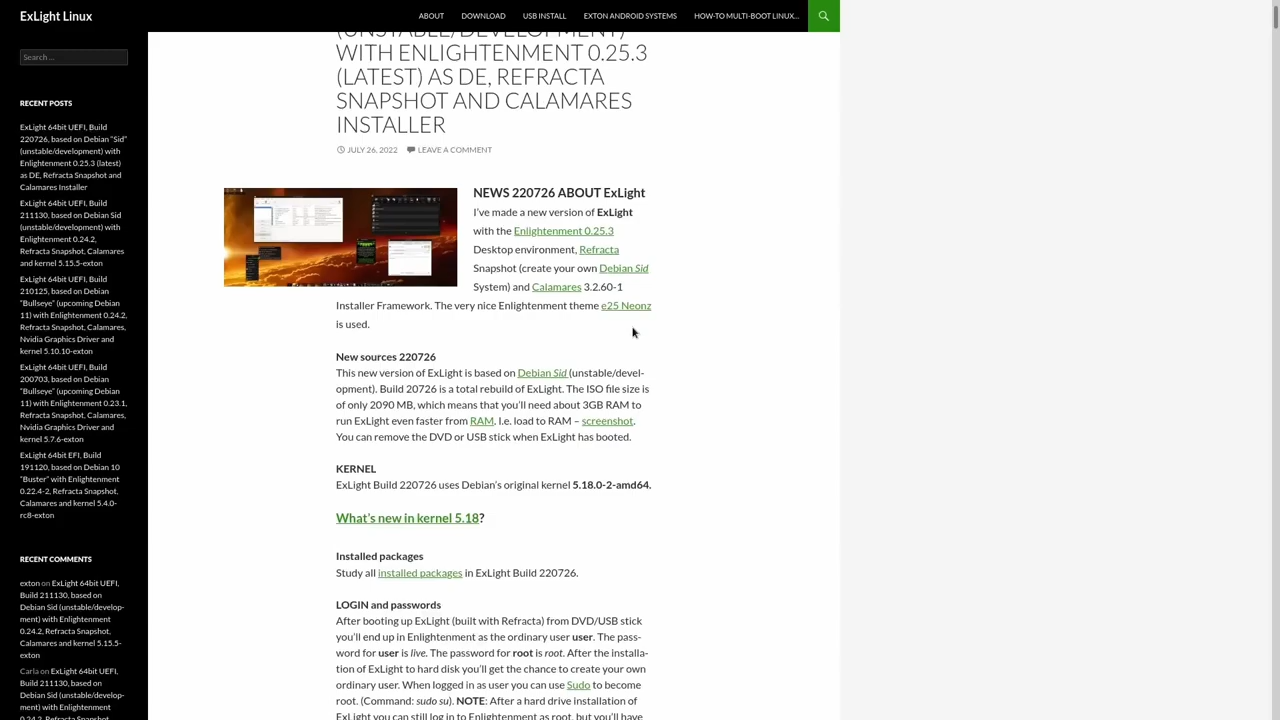 ExLight Linux
ABOUT
DOWNLOAD
USB INSTALL
EXTON ANDROID SYSTEMS
HOW-TO MULTI-BOOT LINUX...
Search ...
RECENT POSTS
ExLight 64bit UEFI, Build
220726, based on Debian "Sid"
(unstable/development) with
Enlightenment 0.25.3 (latest)
as DE, Refracta Snapshot and
Calamares Installer
ExLight 64bit UEFI, Build
211130, based on Debian Sid
(unstable/development) with
Enlightenment 0.24.2,
Refracta Snapshot, Calamares
and kernel 5.15.5-exton
ExLight 64bit UEFI, Build
210125, based on Debian
"Bullseye" (upcoming Debian
11) with Enlightenment 0.24.2,
Refracta Snapshot, Calamares,
Nvidia Graphics Driver and
kernel 5.10.10-exton
ExLight 64bit UEFI, Build
200703, based on Debian
"Bullseye" (upcoming Debian
11) with Enlightenment 0.23.1,
Refracta Snapshot, Calamares,
Nvidia Graphics Driver and
kernel 5.7.6-exton
ExLight 64bit EFI, Build
191120, based on Debian 10
"Buster" with Enlightenment
0.22.4-2, Refracta Snapshot,
Calamares and kernel 5.4.0-
rc8-exton
RECENT COMMENTS
exton on ExLight 64bit UEFI,
Build 211130, based on
Debian Sid (unstable/develop-
ment) with Enlightenment
0.24.2, Refracta Snapshot,
Calamares and kernel 5.15.5-
exton
Carla on ExLight 64bit UEFI,
Build 211130, based on
Debian Sid (unstable/develop-
ment) with Enlightenment
0.24.2, Refracta Snapshot,
(UNSTABLE/DEVELOPMENT)
WITH ENLIGHTENMENT 0.25.3
(LATEST) AS DE, REFRACTA
SNAPSHOT AND CALAMARES
INSTALLER
JULY 26, 2022 LEAVE A COMMENT
NEWS 220726 ABOUT ExLight
I've made a new version of ExLight
with the Enlightenment 0.25.3
Desktop environment, Refracta
Snapshot (create your own Debian Sid
System) and Calamares 3.2.60-1
Installer Framework. The very nice Enlightenment theme e25 Neonz
is used.
New sources 220726
This new version of ExLight is based on Debian Sid (unstable/devel-
opment). Build 20726 is a total rebuild of ExLight. The ISO file size is
of only 2090 MB, which means that you'll need about 3GB RAM to
run ExLight even faster from RAM. I.e. load to RAM – screenshot.
You can remove the DVD or USB stick when ExLight has booted.
KERNEL
ExLight Build 220726 uses Debian's original kernel 5.18.0-2-amd64.
What's new in kernel 5.18?
Installed packages
Study all installed packages in ExLight Build 220726.
LOGIN and passwords
After booting up ExLight (built with Refracta) from DVD/USB stick
you'll end up in Enlightenment as the ordinary user user. The pass-
word for user is live. The password for root is root. After the installa-
tion of ExLight to hard disk you'll get the chance to create your own
ordinary user. When logged in as user you can use Sudo to become
root. (Command: sudo su). NOTE: After a hard drive installation of
ExLight you can still log in to Enlightenment as root, but you'll have